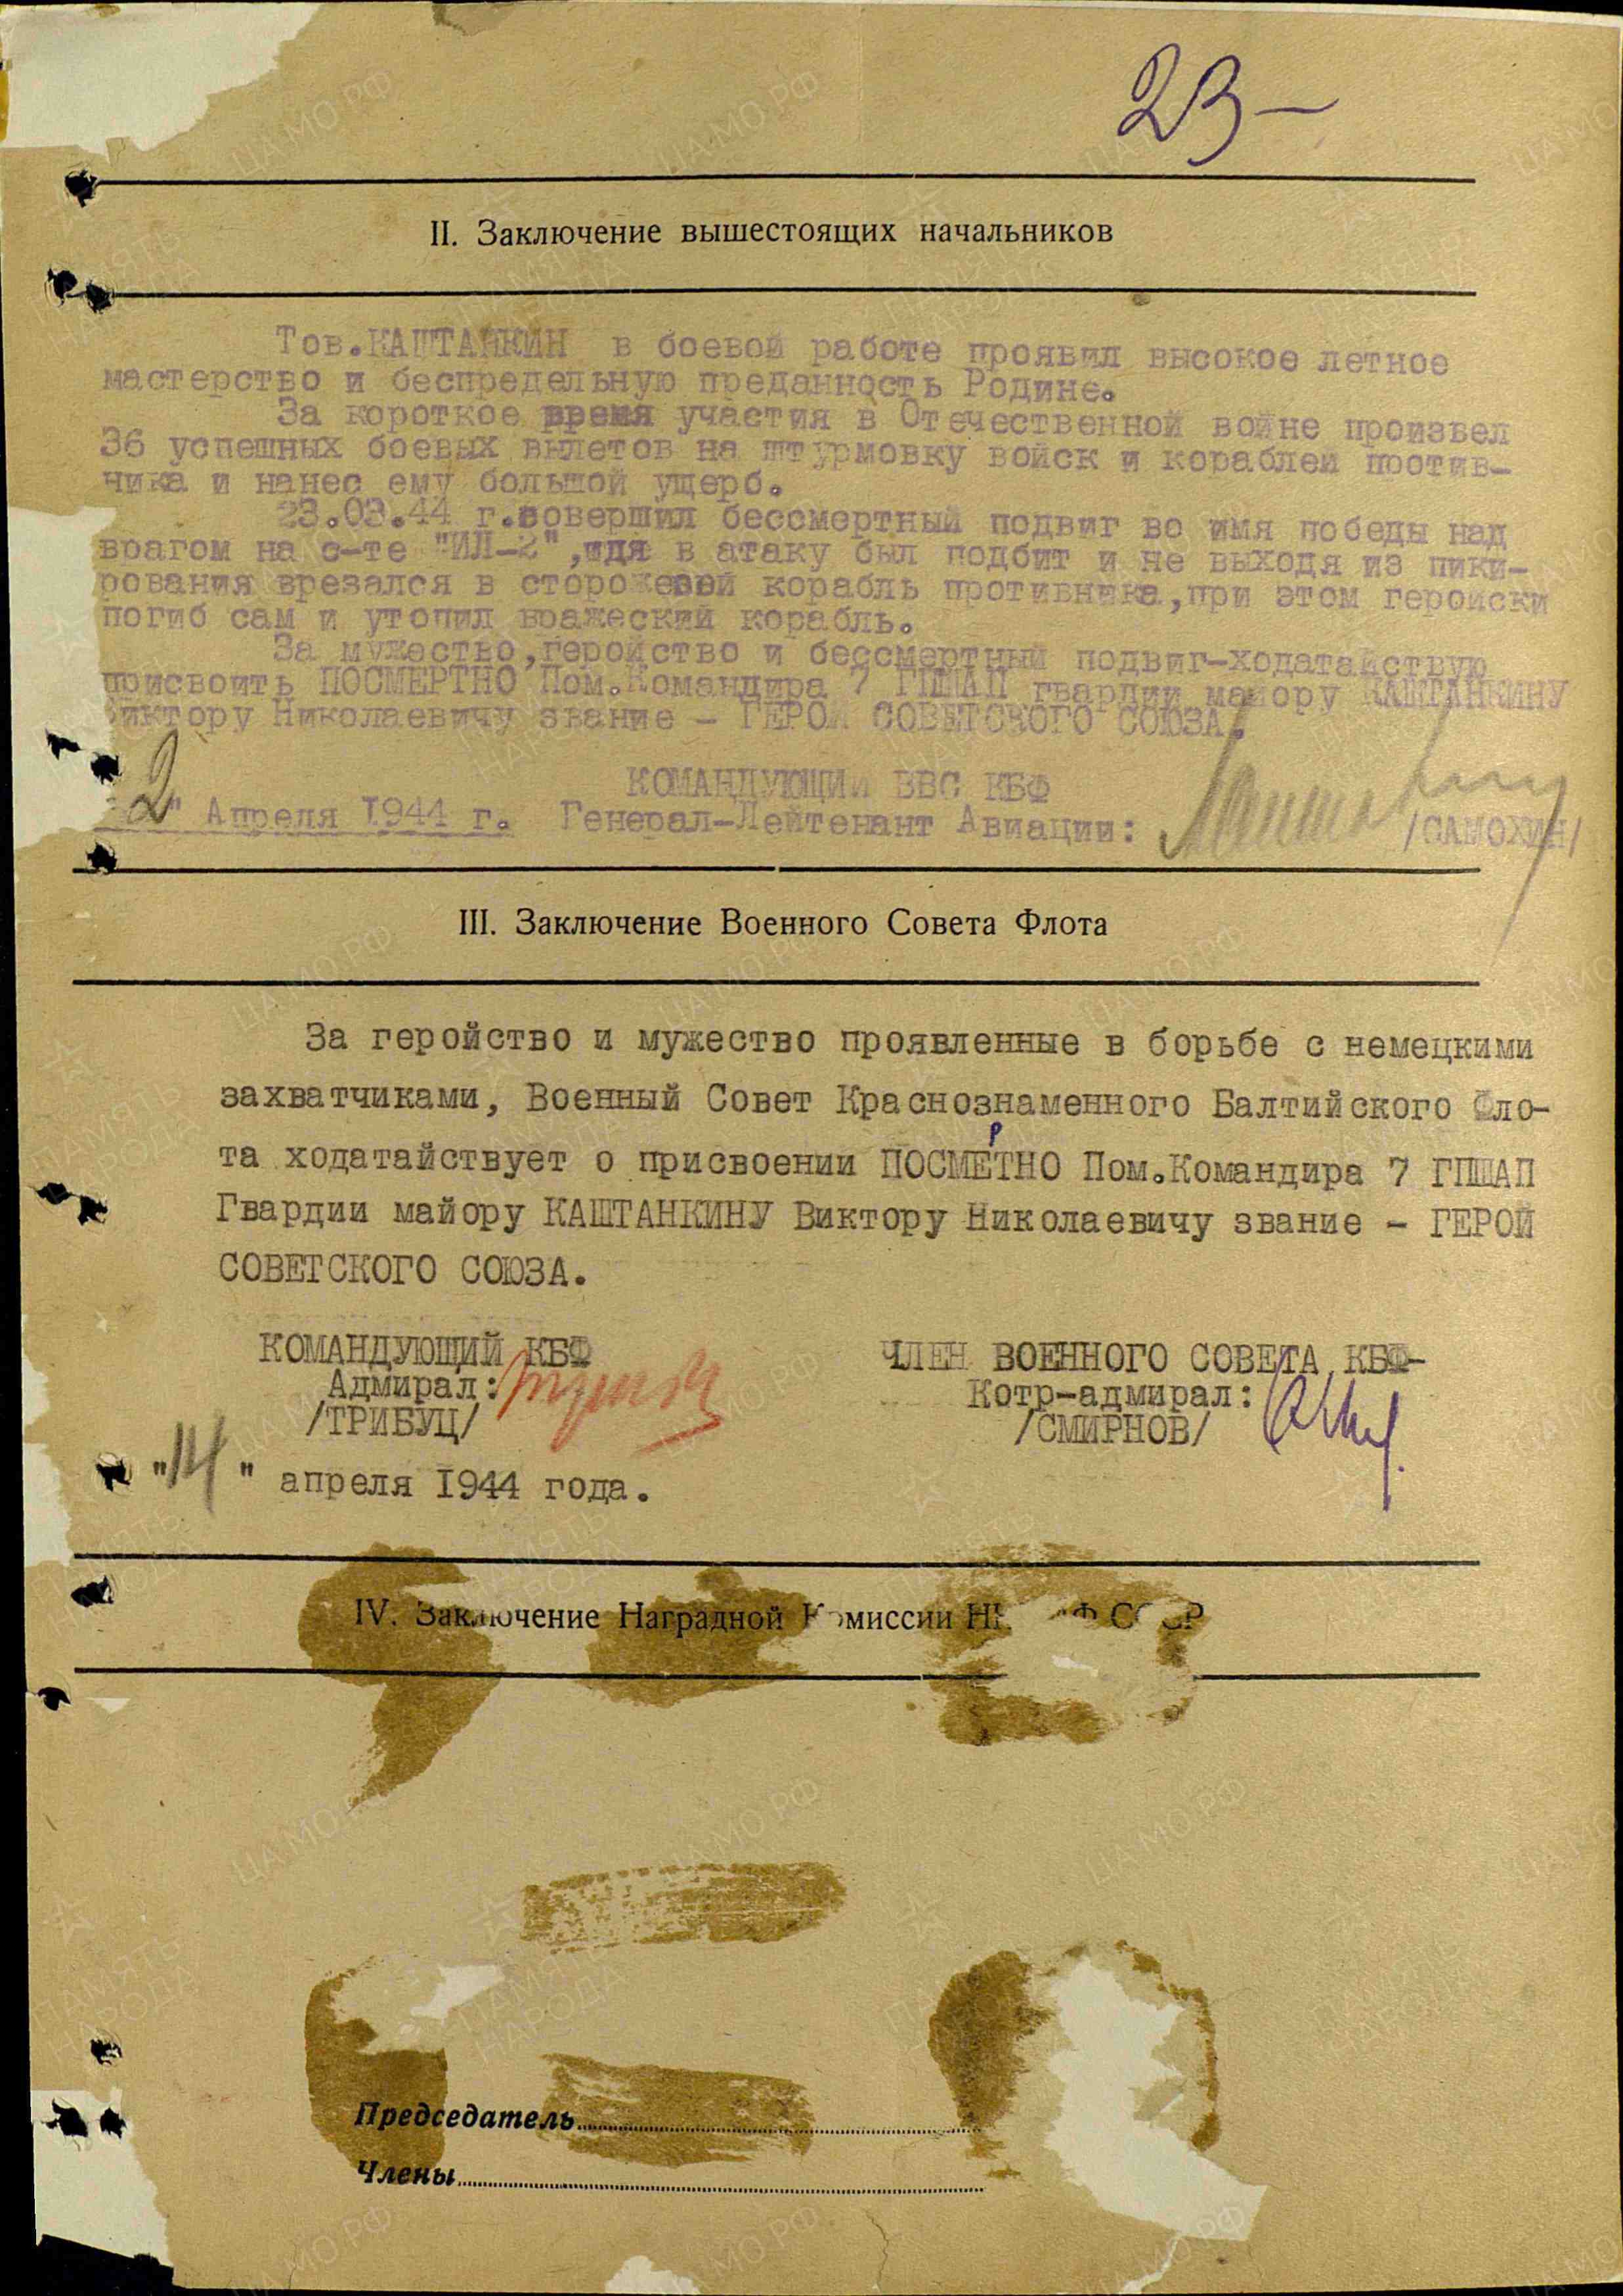 23-
II. Заключение вышестоящих начальников
Тов.КАШТАНКИН в боевой работе проявил высокое летное
мастерство и беспредельную преданность Родине.
За короткое время участия в Отечественной войне произвел
36 успешных боевых вылетов на штурмовку войск и кораблей против-
ника и нанес ему большой ущерб.
23.03.44 г.совершил бессмертный подвиг во имя победы над
врагом на с-те "ИЛ-2",идя в атаку был подбит и не выходя из пики-
рования врезался в сторожевой корабль противника,при этом геройски
погиб сам и утопил вражеский корабль.
За мужество,геройство и бессмертный подвиг-ходатайствую
присвоить ПОСМЕРТНО Пом.Командира 7 ГПШАП гвардии майору КАШТАНКИНУ
иктору Николаевичу звание - ГЕРОЙ СОВЕТСКОГО СОЮЗА.
КОМАНДУЮЩИЙ ВВС КБФ
2" Апреля 1944 г. Генерал-Лейтенант Авиации: /САМОХИН/
III. Заключение Военного Совета Флота
За геройство и мужество проявленные в борьбе с немецкими
захватчиками, Военный Совет Краснознаменного Балтийского Фло-
та ходатайствует о присвоении ПОСМЕрТНО Пом.Командира 7 ГПШАП
Гвардии майору КАШТАНКИНУ Виктору Николаевичу звание - ГЕРОЙ
СОВЕТСКОГО СОЮЗА.
КОМАНДУЮЩИЙ КБФ ЧЛЕН ВОЕННОГО СОВЕТА КБФ-
Адмирал: Котр-адмирал:
/ТРИБУЦ/ /СМИРНОВ/
"14" апреля 1944 года.
IV. Заключение Наградной Комиссии
Председатель
Члены